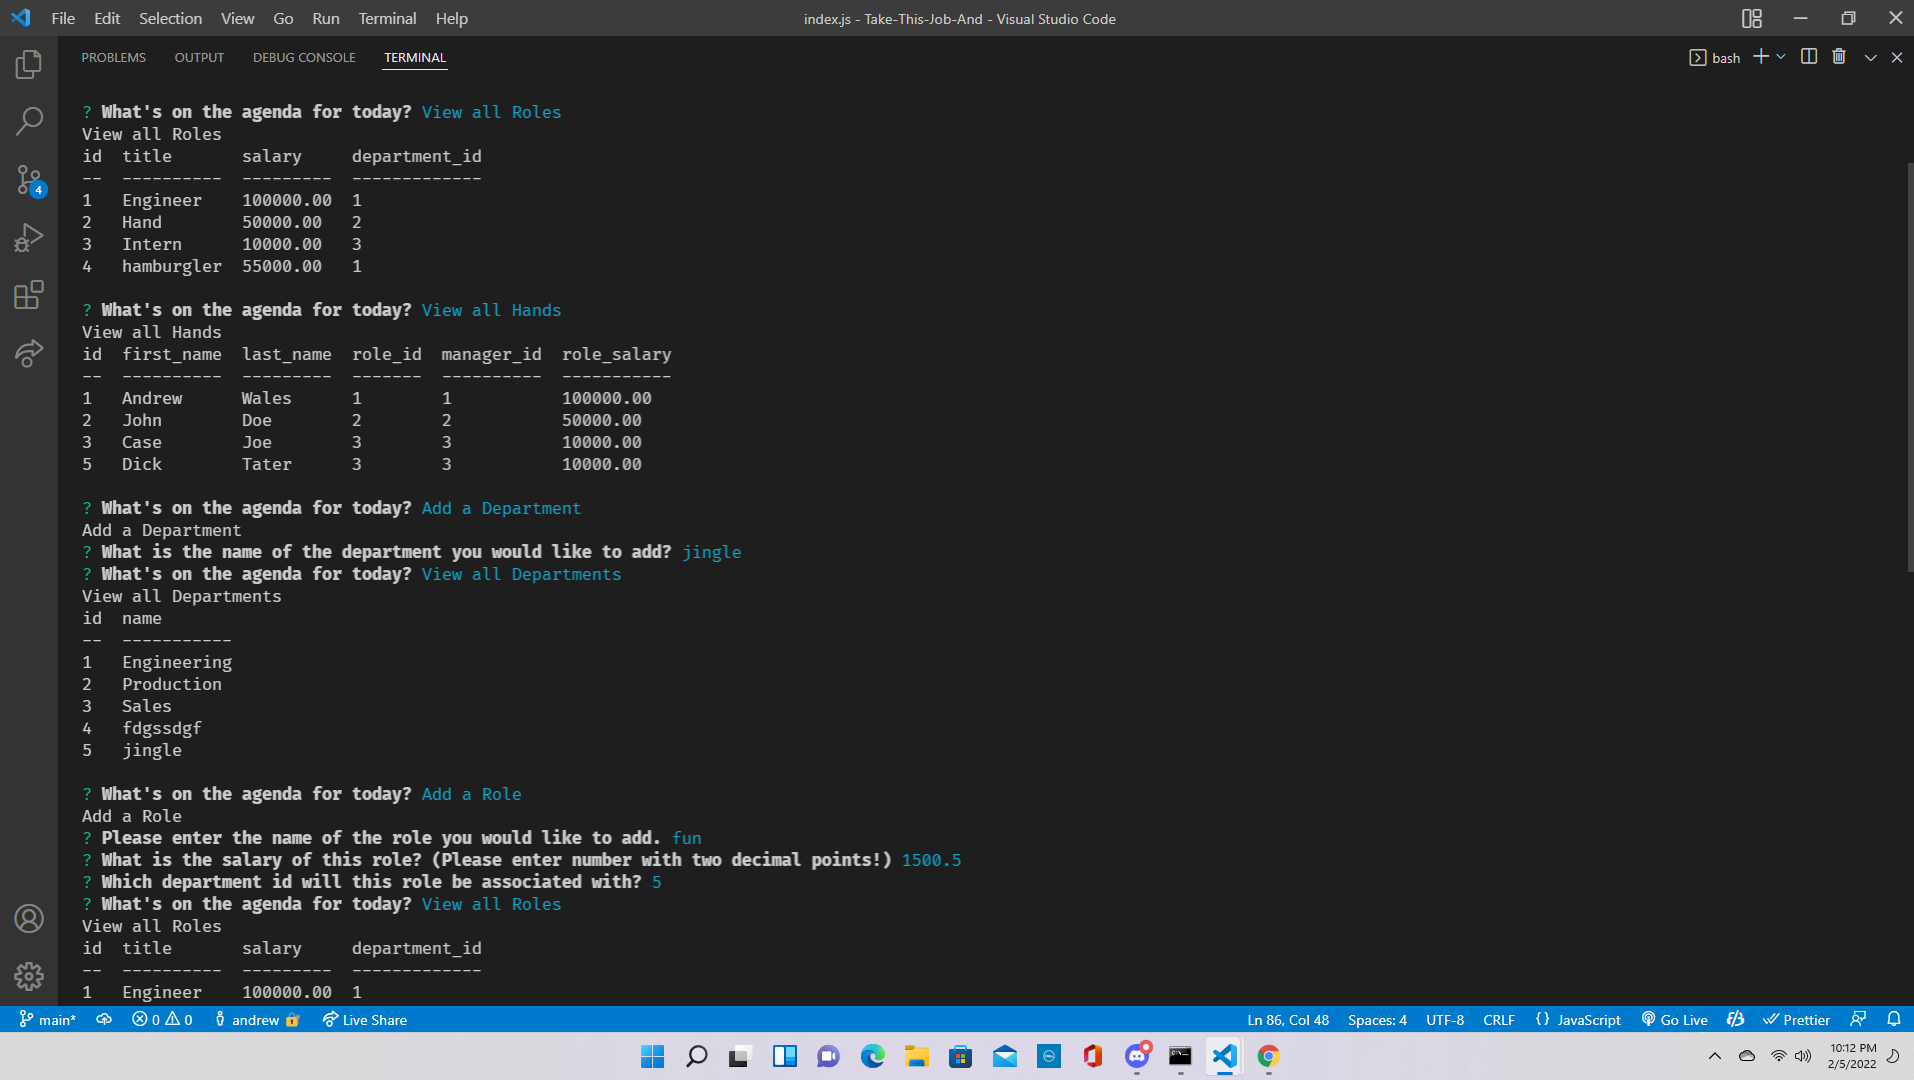 File Edit Selection View Go Run Terminal Help
index.js - Take-This-Job-And - Visual Studio Code
PROBLEMS OUTPUT DEBUG CONSOLE TERMINAL
bash
? What's on the agenda for today? View all Roles
View all Roles
id  title       salary     department_id
--  ----------  ---------  -------------
1   Engineer    100000.00  1
2   Hand        50000.00   2
3   Intern      10000.00   3
4   hamburgler  55000.00   1
? What's on the agenda for today? View all Hands
View all Hands
id  first_name  last_name  role_id  manager_id  role_salary
--  ----------  ---------  -------  ----------  -----------
1   Andrew      Wales      1        1           100000.00
2   John        Doe        2        2           50000.00
3   Case        Joe        3        3           10000.00
5   Dick        Tater      3        3           10000.00
? What's on the agenda for today? Add a Department
Add a Department
? What is the name of the department you would like to add? jingle
? What's on the agenda for today? View all Departments
View all Departments
id  name
--  -----------
1   Engineering
2   Production
3   Sales
4   fdgssdgf
5   jingle
? What's on the agenda for today? Add a Role
Add a Role
? Please enter the name of the role you would like to add. fun
? What is the salary of this role? (Please enter number with two decimal points!) 1500.5
? Which department id will this role be associated with? 5
? What's on the agenda for today? View all Roles
View all Roles
id  title       salary     department_id
--  ----------  ---------  -------------
1   Engineer    100000.00  1
4
main* 0 0 andrew Live Share
Ln 86, Col 48 Spaces: 4 UTF-8 CRLF {} JavaScript Go Live Prettier
10:12 PM
2/5/2022